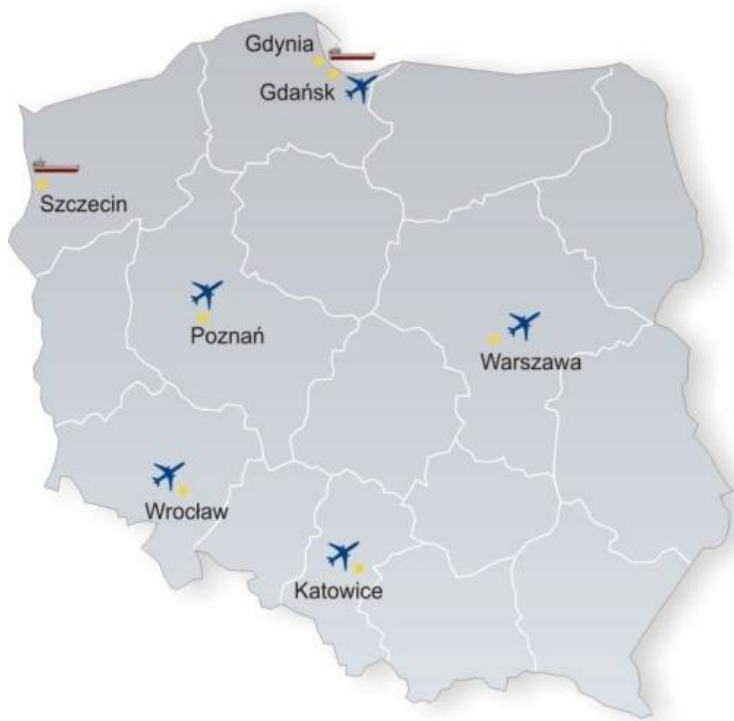 Gdynia
Gdańsk
Szczecin
Poznań
Warszawa
Wrocław
Katowice